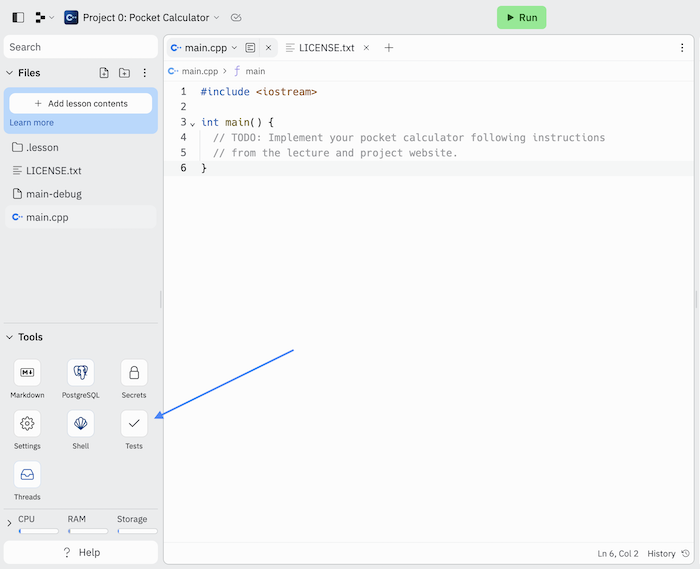 Project 0: Pocket Calculator
Run
Search
Files
+ Add lesson contents
Learn more
.lesson
LICENSE.txt
main-debug
C++ main.cpp
Tools
Markdown
PostgreSQL
Secrets
Settings
Shell
Tests
Threads
CPU RAM Storage
? Help
C++ main.cpp
LICENSE.txt
C++ main.cpp > f main
1 #include <iostream>
2
3 int main() {
4 // TODO: Implement your pocket calculator following instructions
5 // from the lecture and project website.
6 }
Ln 6, Col 2 History